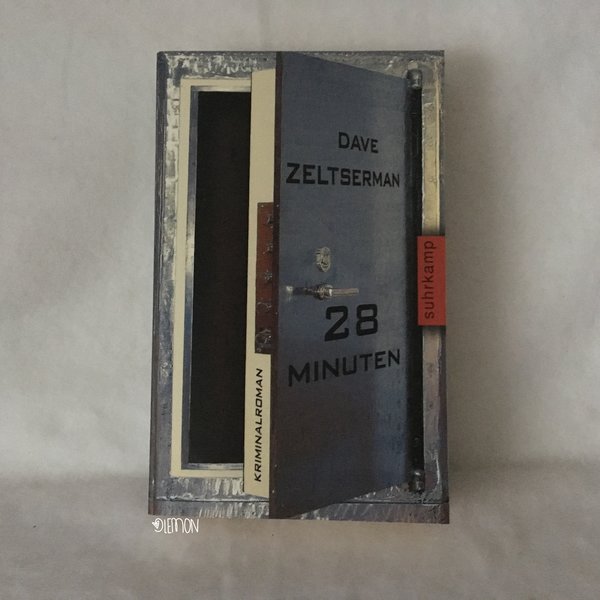 DAVE
ZELTSERMAN
28
MINUTEN
KRIMINALROMAN
suhrkamp
LEMON